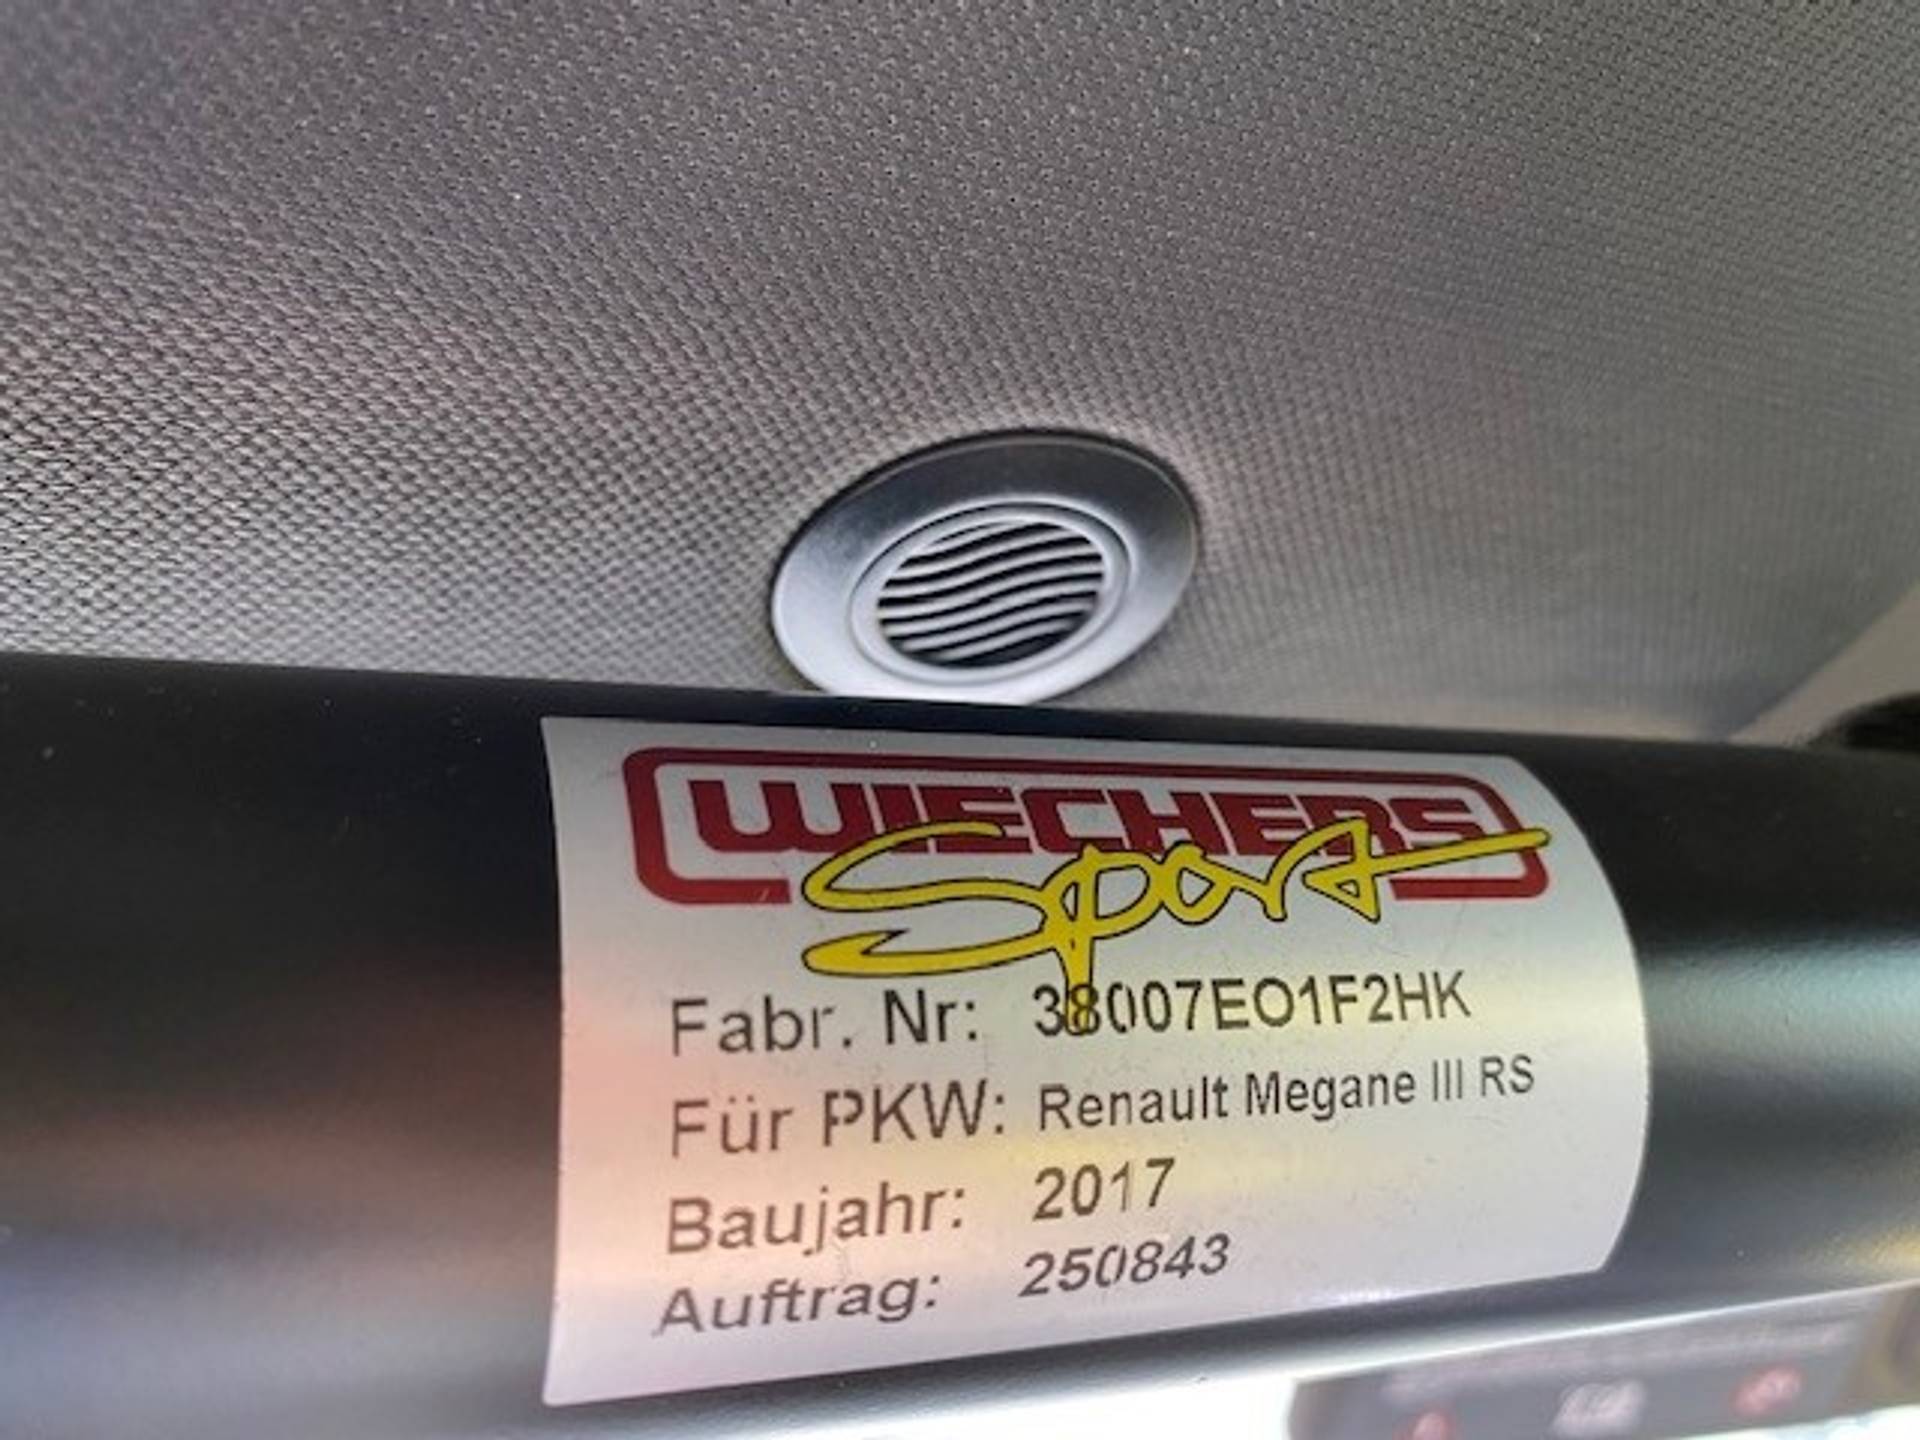 WIECHERS
Sport
Fabr. Nr: 38007EO1F2HK
Für PKW: Renault Megane III RS
Baujahr: 2017
Auftrag: 250843